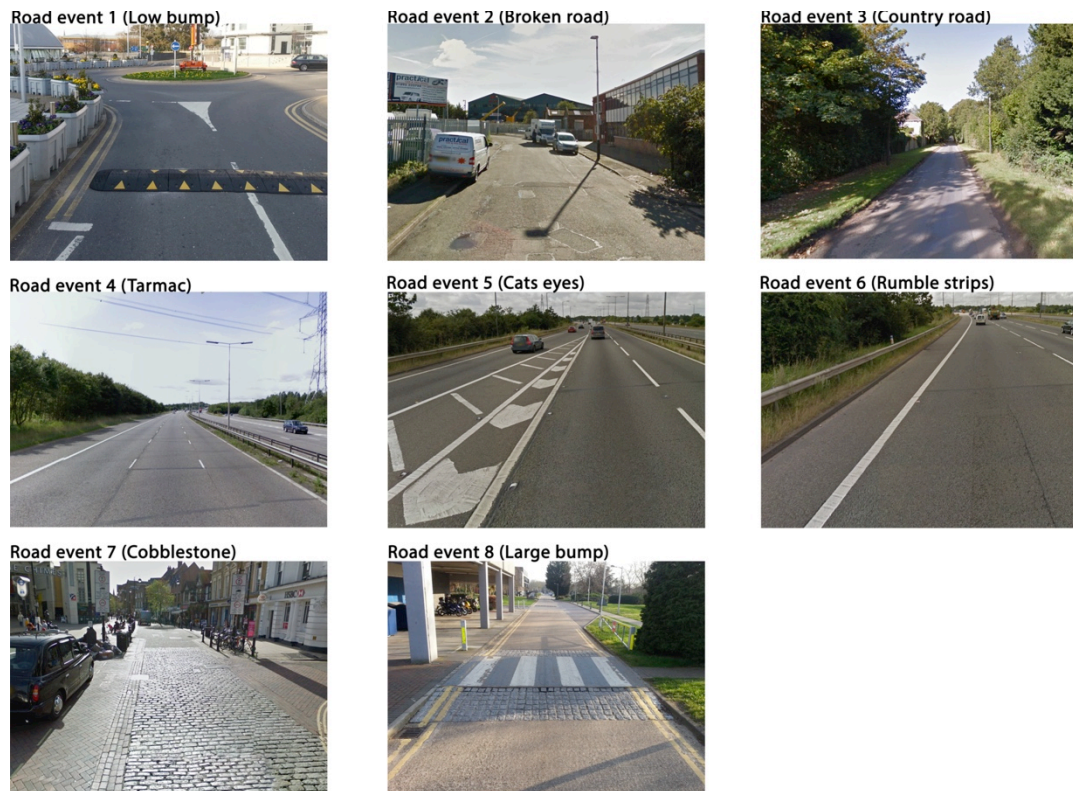 Road event 1 (Low bump)
Road event 2 (Broken road)
Road event 3 (Country road)
practical
practical
Road event 4 (Tarmac)
Road event 5 (Cats eyes)
Road event 6 (Rumble strips)
Road event 7 (Cobblestone)
Road event 8 (Large bump)